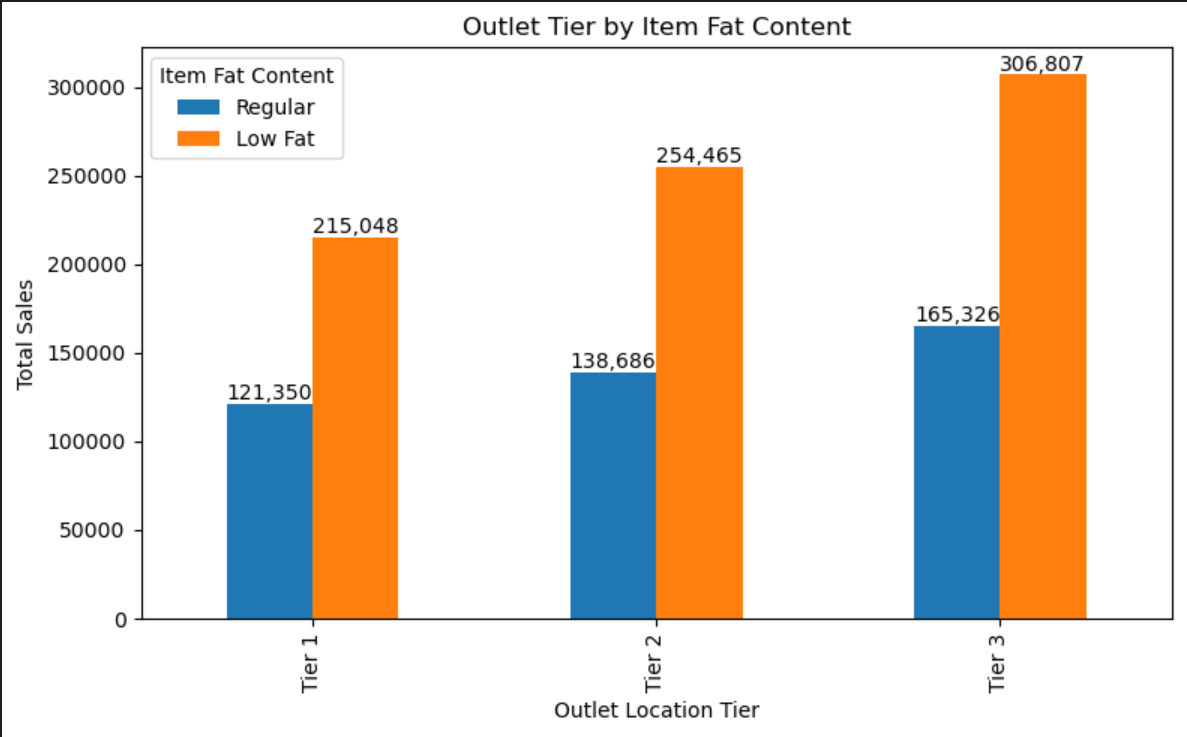 Outlet Tier by Item Fat Content
Item Fat Content
Regular
Low Fat
Total Sales
300000
250000
200000
150000
100000
50000
0
121,350
215,048
138,686
254,465
165,326
306,807
Tier 1
Tier 2
Tier 3
Outlet Location Tier